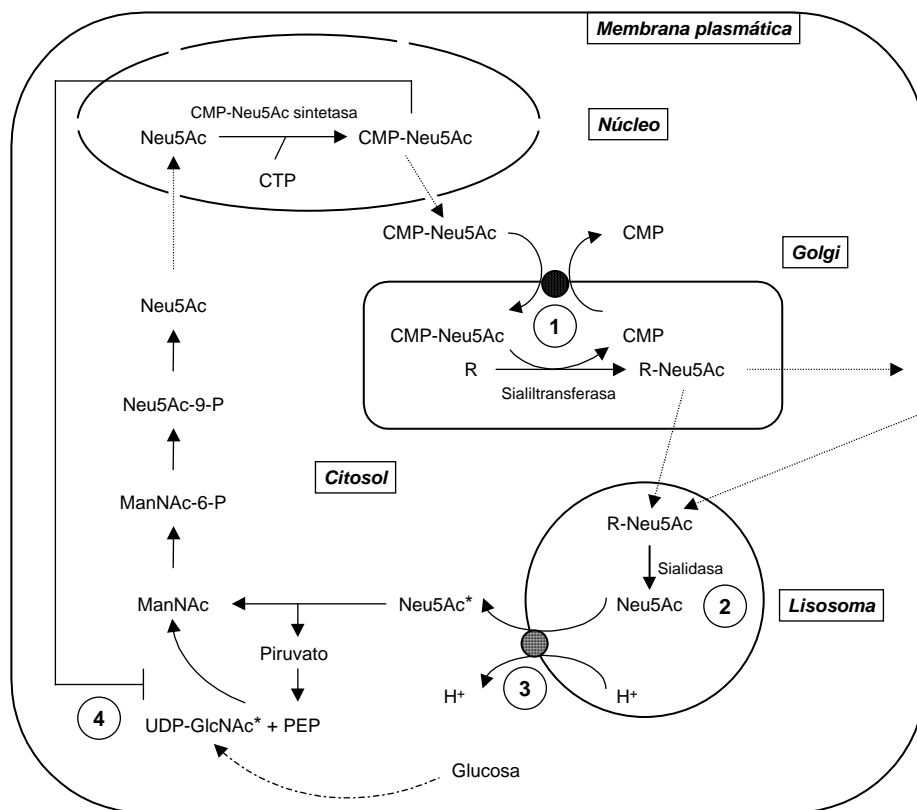 Membrana plasmática
CMP-Neu5Ac sintetasa
Núcleo
Neu5Ac
CMP-Neu5Ac
CTP
CMP-Neu5Ac
CMP
Golgi
Neu5Ac
1
CMP-Neu5Ac
CMP
R
R-Neu5Ac
Sialiltransferasa
Neu5Ac-9-P
Citosol
ManNAc-6-P
R-Neu5Ac
Sialidasa
ManNAc
Neu5Ac*
Neu5Ac
2
Lisosoma
Piruvato
3
H+
H+
4
UDP-GlcNAc* + PEP
Glucosa